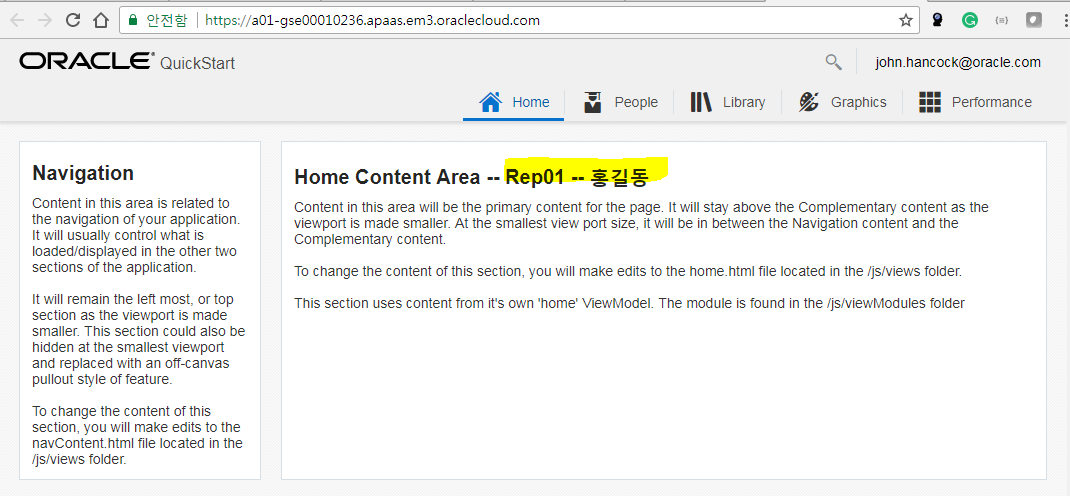 안전함 | https://a01-gse00010236.apaas.em3.oraclecloud.com
ORACLE® QuickStart
john.hancock@oracle.com
Home
People
Library
Graphics
Performance
Navigation
Content in this area is related to
the navigation of your application.
It will usually control what is
loaded/displayed in the other two
sections of the application.
It will remain the left most, or top
section as the viewport is made
smaller. This section could also be
hidden at the smallest viewport
and replaced with an off-canvas
pullout style of feature.
To change the content of this
section, you will make edits to the
navContent.html file located in the
/js/views folder.
Home Content Area -- Rep01 -- 홍길동
Content in this area will be the primary content for the page. It will stay above the Complementary content as the
viewport is made smaller. At the smallest view port size, it will be in between the Navigation content and the
Complementary content.
To change the content of this section, you will make edits to the home.html file located in the /js/views folder.
This section uses content from it's own 'home' ViewModel. The module is found in the /js/viewModules folder